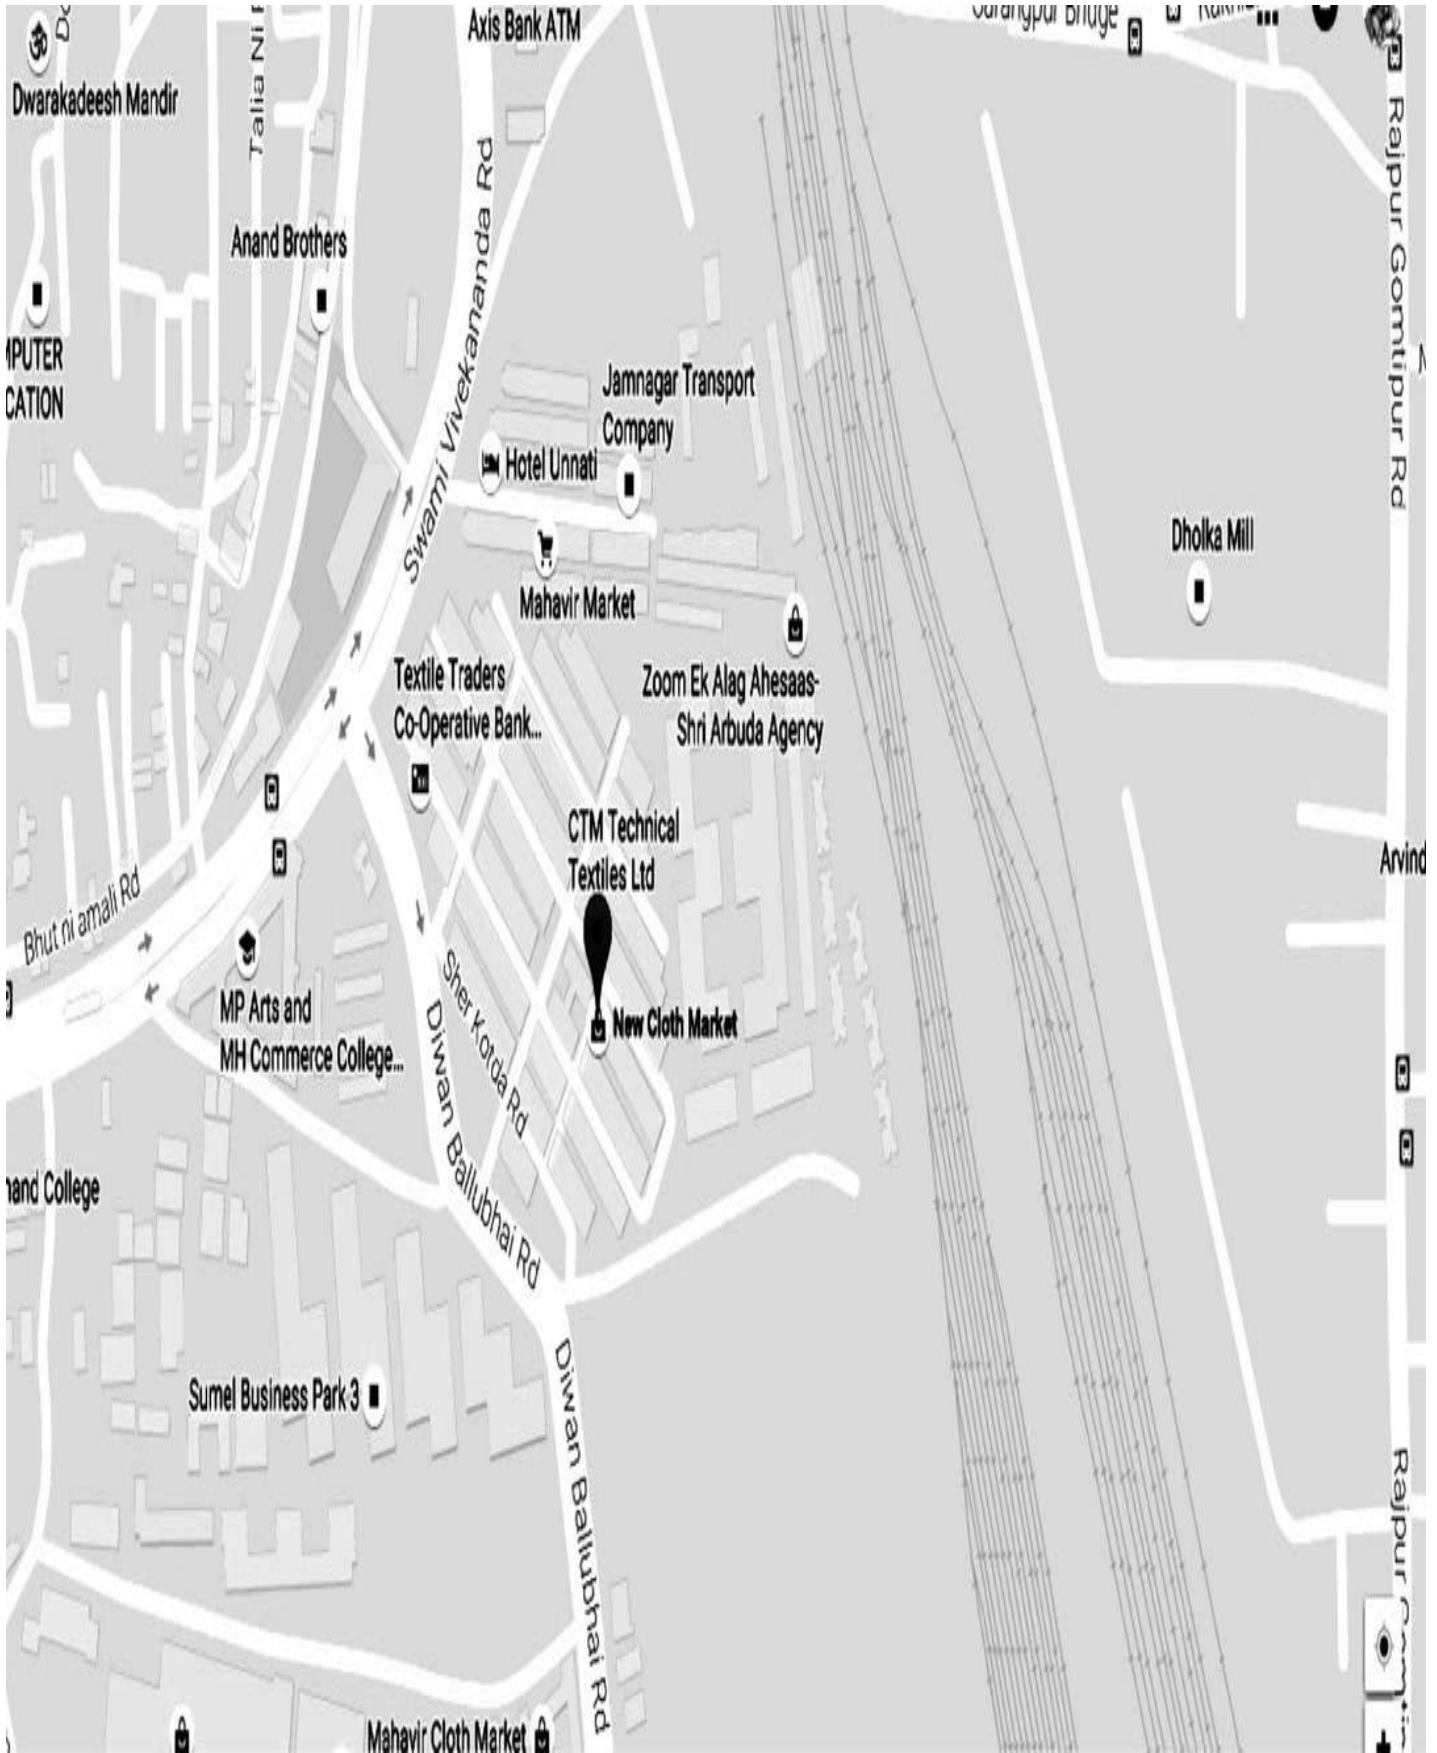 Axis Bank ATM
Dwarakadeesh Mandir
Talia Ni
Anand Brothers
Swami Vivekananda Rd
Rajpur Gomtipur Rd
Jamnagar Transport
Company
Hotel Unnati
Dholka Mill
Mahavir Market
Textile Traders
Co-Operative Bank...
Zoom Ek Alag Ahesaas-
Shri Arbuda Agency
CTM Technical
Textiles Ltd
Arvind
Bhut ni amali Rd
MP Arts and
MH Commerce College...
Sher Kotda Rd
New Cloth Market
Diwan Ballubhai Rd
College
Sumel Business Park 3
Diwan Ballubhai Rd
Rajpur
Mahavir Cloth Market